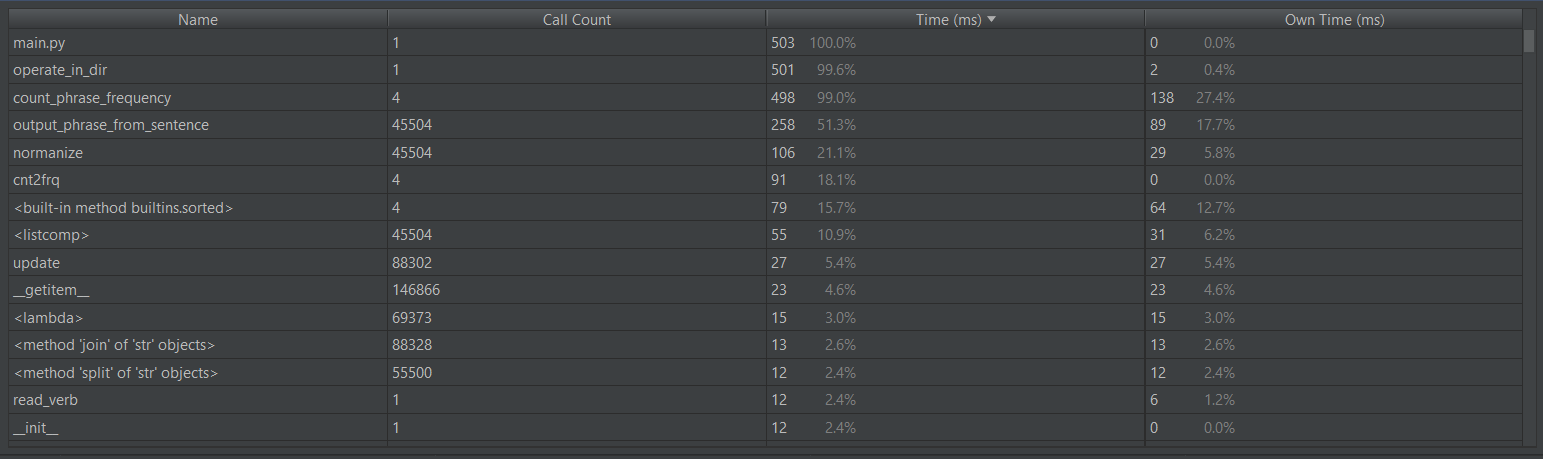 Name Call Count Time (ms) Own Time (ms)
main.py 1 503 100.0% 0 0.0%
operate_in_dir 1 501 99.6% 2 0.4%
count_phrase_frequency 4 498 99.0% 138 27.4%
output_phrase_from_sentence 45504 258 51.3% 89 17.7%
normanize 45504 106 21.1% 29 5.8%
cnt2frq 4 91 18.1% 0 0.0%
<built-in method builtins.sorted> 4 79 15.7% 64 12.7%
<listcomp> 45504 55 10.9% 31 6.2%
update 88302 27 5.4% 27 5.4%
__getitem__ 146866 23 4.6% 23 4.6%
<lambda> 69373 15 3.0% 15 3.0%
<method 'join' of 'str' objects> 88328 13 2.6% 13 2.6%
<method 'split' of 'str' objects> 55500 12 2.4% 12 2.4%
read_verb 1 12 2.4% 6 1.2%
__init__ 1 12 2.4% 0 0.0%